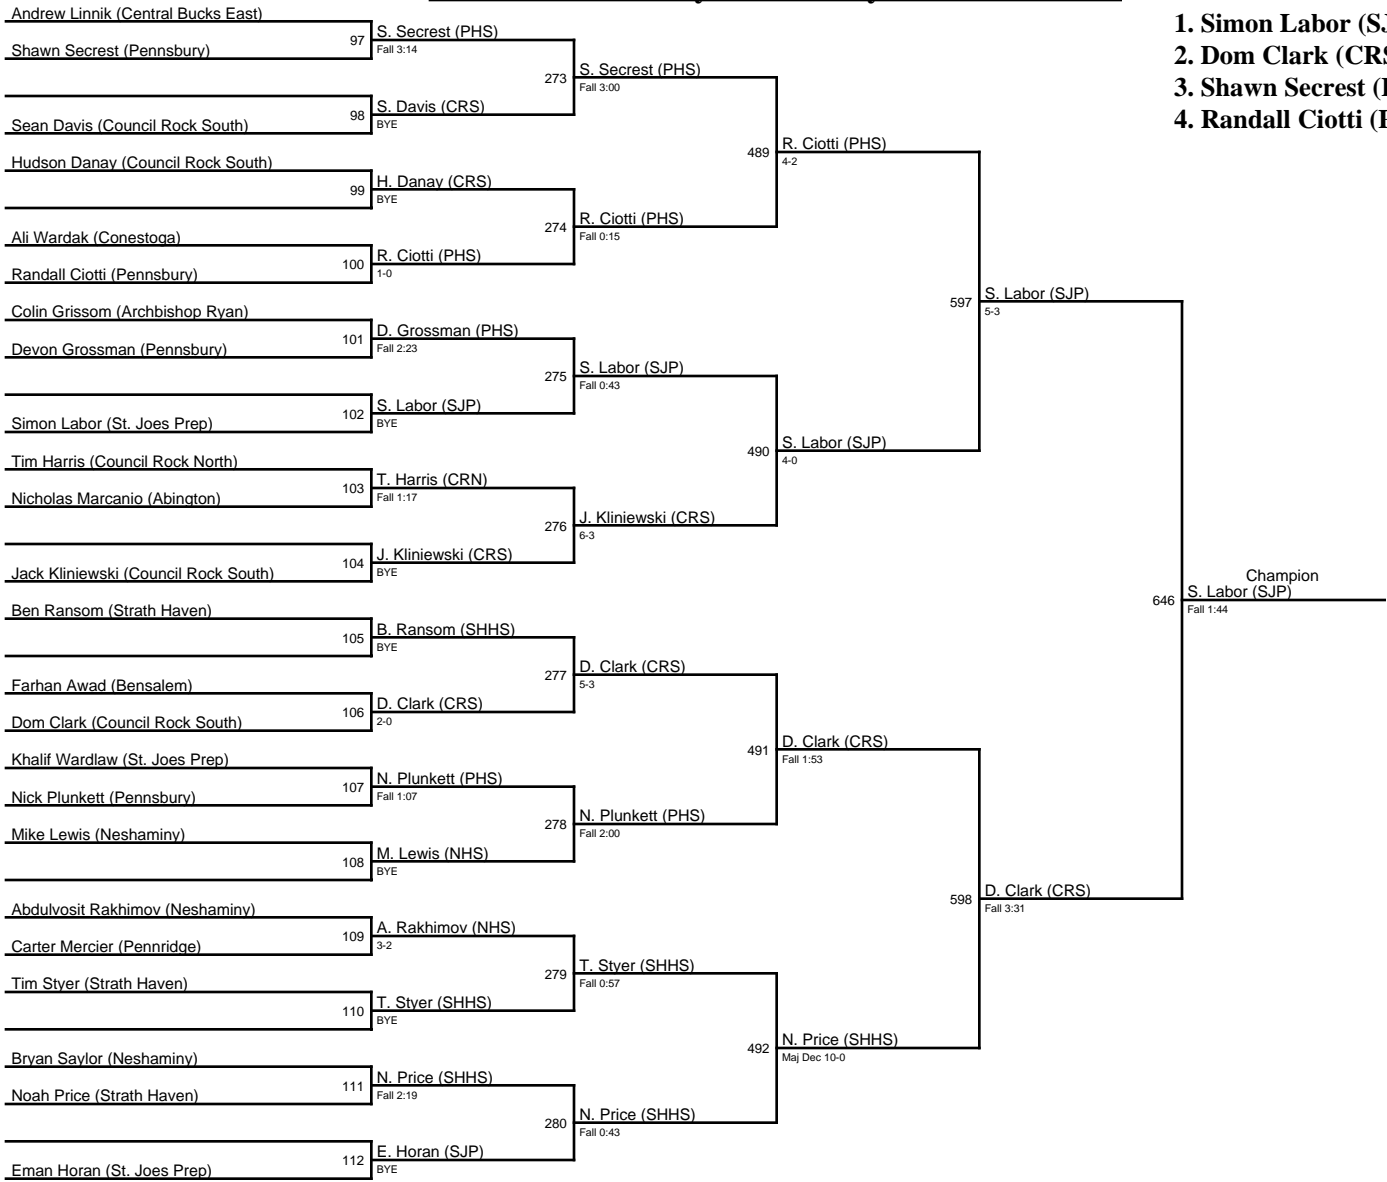 1. Simon Labor
2. Dom Clark
3. Shawn Secrest
4. Randall Ciotti
Andrew Linnik (Central Bucks East)
97
S. Secrest (PHS)
Fall 3:14
Shawn Secrest (Pennsbury)
273
S. Secrest (PHS)
Fall 3:00
98
S. Davis (CRS)
BYE
Sean Davis (Council Rock South)
489
R. Ciotti (PHS)
4-2
Hudson Danay (Council Rock South)
99
H. Danay (CRS)
BYE
274
R. Ciotti (PHS)
Fall 0:15
Ali Wardak (Conestoga)
100
R. Ciotti (PHS)
1-0
Randall Ciotti (Pennsbury)
597
S. Labor (SJP)
5-3
Colin Grissom (Archbishop Ryan)
101
D. Grossman (PHS)
Fall 2:23
Devon Grossman (Pennsbury)
275
S. Labor (SJP)
Fall 0:43
102
S. Labor (SJP)
BYE
Simon Labor (St. Joes Prep)
490
S. Labor (SJP)
4-0
Tim Harris (Council Rock North)
103
T. Harris (CRN)
Fall 1:17
Nicholas Marcanio (Abington)
276
J. Kliniewski (CRS)
6-3
104
J. Kliniewski (CRS)
BYE
Jack Kliniewski (Council Rock South)
Champion
646
S. Labor (SJP)
Fall 1:44
Ben Ransom (Strath Haven)
105
B. Ransom (SHHS)
BYE
277
D. Clark (CRS)
5-3
Farhan Awad (Bensalem)
106
D. Clark (CRS)
2-0
Dom Clark (Council Rock South)
491
D. Clark (CRS)
Fall 1:53
Khalif Wardlaw (St. Joes Prep)
107
N. Plunkett (PHS)
Fall 1:07
Nick Plunkett (Pennsbury)
278
N. Plunkett (PHS)
Fall 2:00
Mike Lewis (Neshaminy)
108
M. Lewis (NHS)
BYE
598
D. Clark (CRS)
Fall 3:31
Abdulvosit Rakhimov (Neshaminy)
109
A. Rakhimov (NHS)
3-2
Carter Mercier (Pennridge)
279
T. Styer (SHHS)
Fall 0:57
Tim Styer (Strath Haven)
110
T. Styer (SHHS)
BYE
492
N. Price (SHHS)
Maj Dec 10-0
Bryan Saylor (Neshaminy)
111
N. Price (SHHS)
Fall 2:19
Noah Price (Strath Haven)
280
N. Price (SHHS)
Fall 0:43
112
E. Horan (SJP)
BYE
Eman Horan (St. Joes Prep)